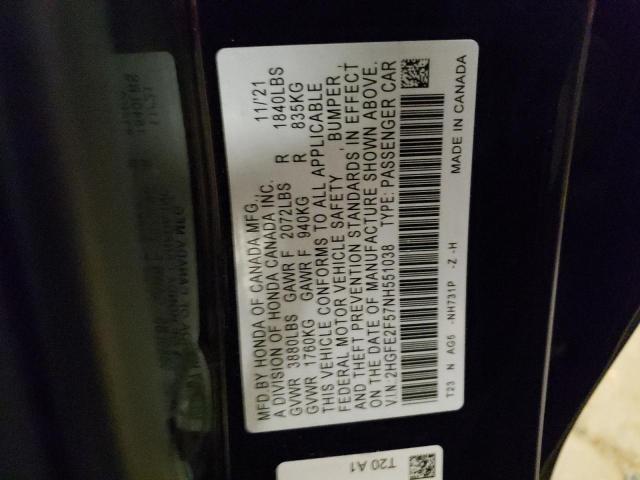 MFD BY HONDA OF CANADA MFG., 11/21
A DIVISION OF HONDA CANADA INC.
GVWR 3880LBS GAWR F 2072LBS R 1840LBS
GVWR 1760KG GAWR F 940KG R 835KG
THIS VEHICLE CONFORMS TO ALL APPLICABLE
FEDERAL MOTOR VEHICLE SAFETY , BUMPER ,
AND THEFT PREVENTION STANDARDS IN EFFECT
ON THE DATE OF MANUFACTURE SHOWN ABOVE.
V.I.N: 2HGFE2F57NH551038 TYPE: PASSENGER CAR
T23 N AG5 -NH731P -Z -H MADE IN CANADA
T20 A1